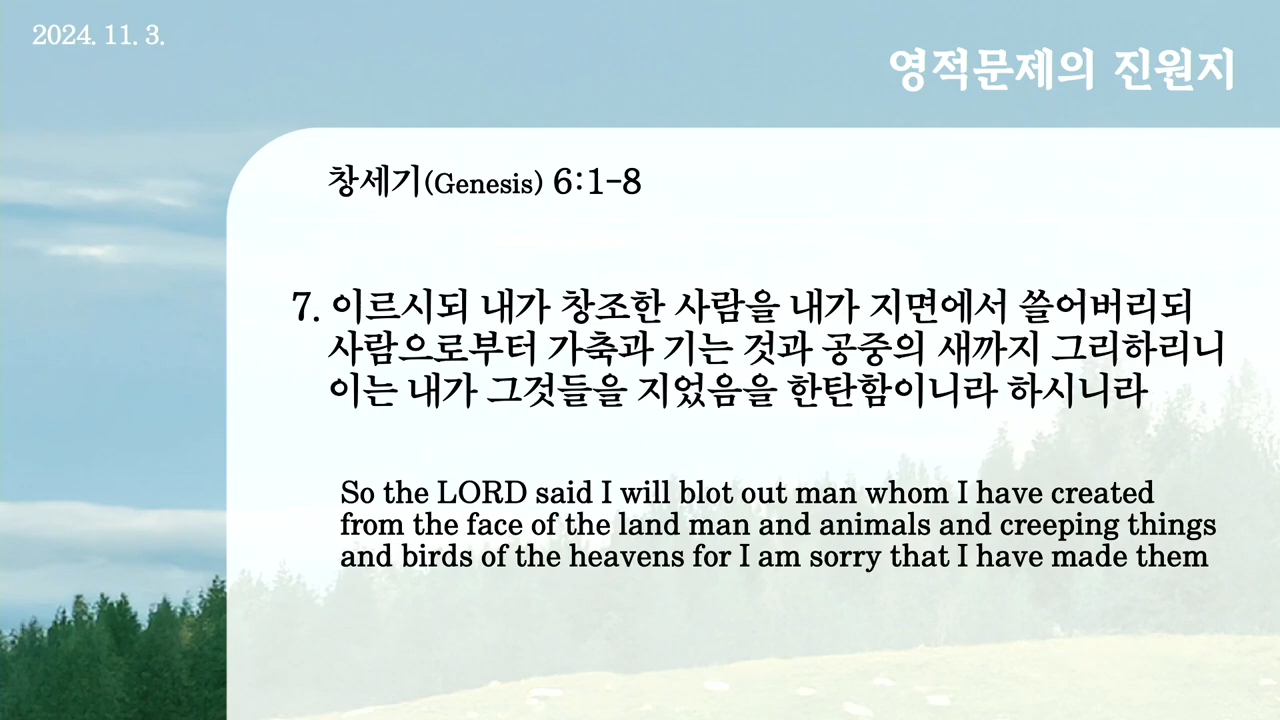 2024. 11. 3.
영적문제의 진원지
창세기(Genesis) 6:1-8
7. 이르시되 내가 창조한 사람을 내가 지면에서 쓸어버리되
사람으로부터 가축과 기는 것과 공중의 새까지 그리하리니
이는 내가 그것들을 지었음을 한탄함이니라 하시니라
So the LORD said I will blot out man whom I have created
from the face of the land man and animals and creeping things
and birds of the heavens for I am sorry that I have made them